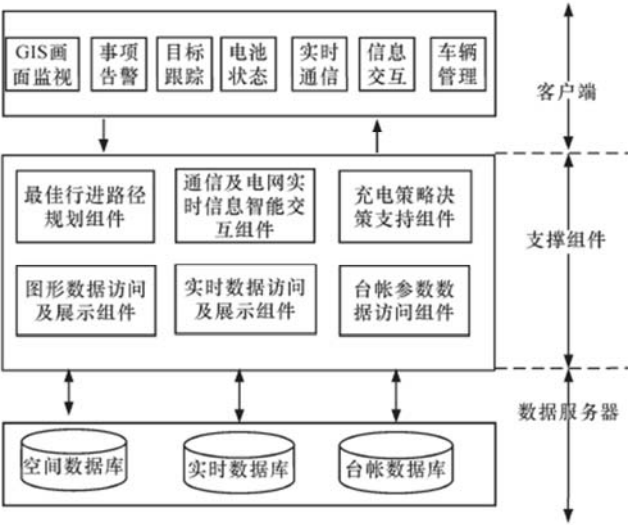 GIS画
面监视
事项
告警
目标
跟踪
电池
状态
实时
通信
信息
交互
车辆
管理
客户端
最佳行进路径
规划组件
通信及电网实
时信息智能交
互组件
充电策略决
策支持组件
支撑组件
图形数据访问
及展示组件
实时数据访问
及展示组件
台帐参数数
据访问组件
数据服务器
空间数据库
实时数据库
台帐数据库